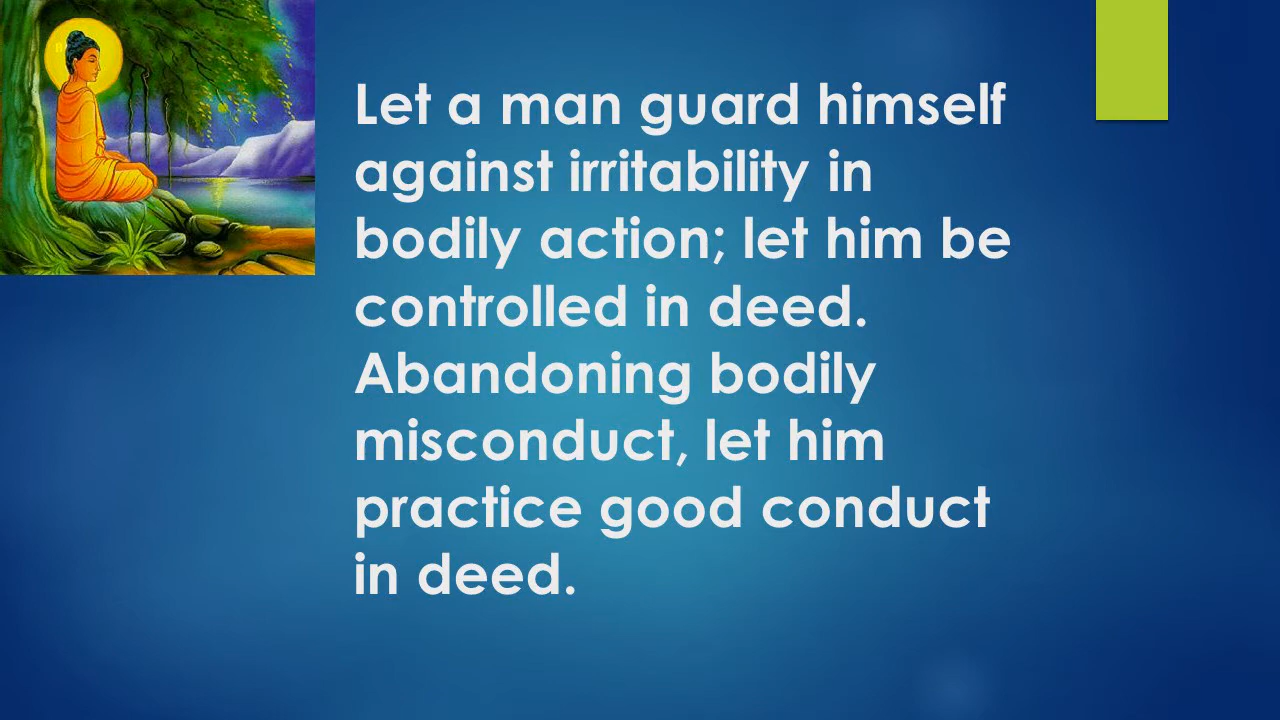 Let a man guard himself
against irritability in
bodily action; let him be
controlled in deed.
Abandoning bodily
misconduct, let him
practice good conduct
in deed.